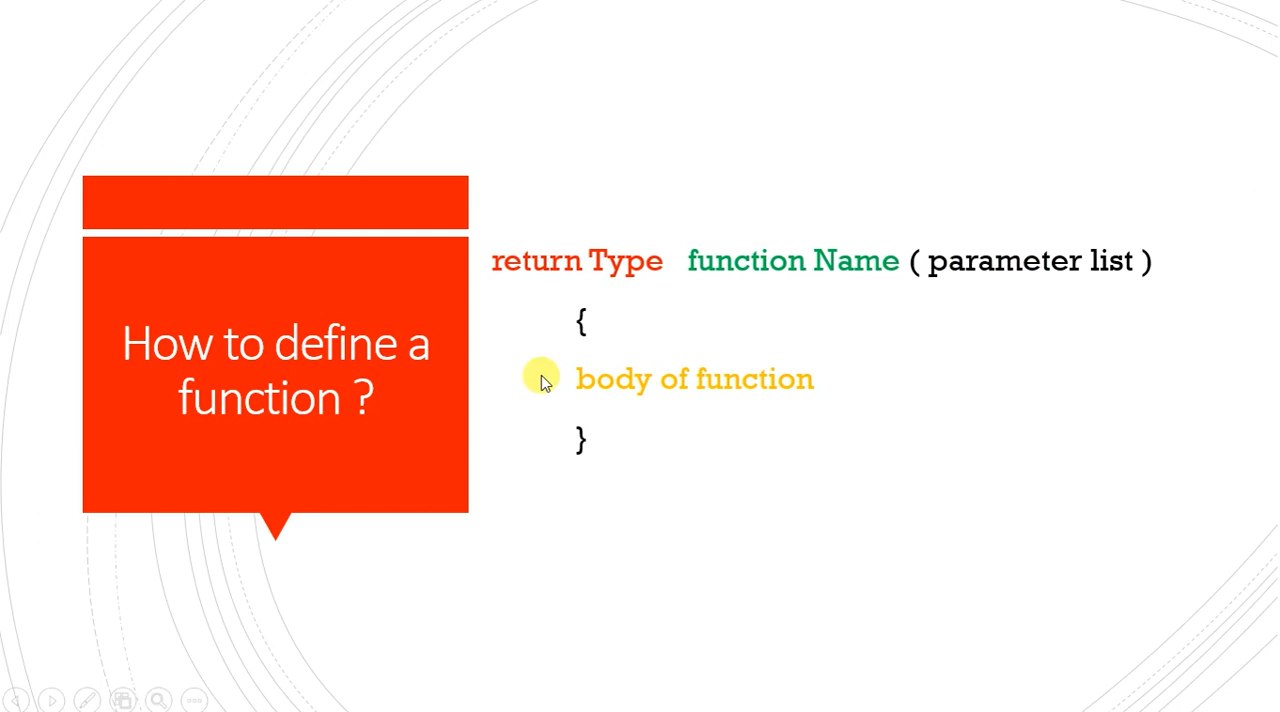 How to define a
function ?
return Type function Name ( parameter list )
{
body of function
}